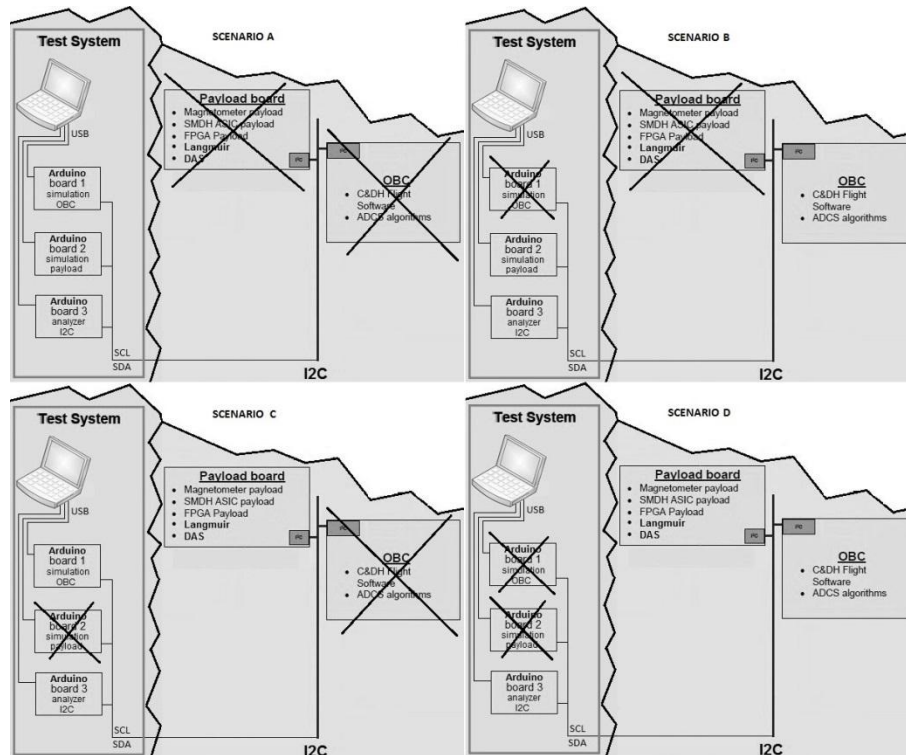 SCENARIO A
Test System
USB
Arduino
board 1
simulation
OBC
Arduino
board 2
simulation
payload
Arduino
board 3
analyzer
I2C
SCL
SDA
Payload board
• Magnetometer payload
• SMDH ASIC payload
• FPGA Payload
• Langmuir
• DAS
OBC
• C&DH Flight
Software
• ADCS algorithms
I2C
SCENARIO B
Test System
USB
Arduino
board 1
simulation
OBC
Arduino
board 2
simulation
payload
Arduino
board 3
analyzer
I2C
SCL
SDA
Payload board
• Magnetometer payload
• SMDH ASIC payload
• FPGA Payload
• Langmuir
• DAS
OBC
• C&DH Flight
Software
• ADCS algorithms
I2C
SCENARIO C
Test System
USB
Arduino
board 1
simulation
OBC
Arduino
board 2
simulation
payload
Arduino
board 3
analyzer
I2C
SCL
SDA
Payload board
• Magnetometer payload
• SMDH ASIC payload
• FPGA Payload
• Langmuir
• DAS
OBC
• C&DH Flight
Software
• ADCS algorithms
I2C
SCENARIO D
Test System
USB
Arduino
board 1
simulation
OBC
Arduino
board 2
simulation
payload
Arduino
board 3
analyzer
I2C
SCL
SDA
Payload board
• Magnetometer payload
• SMDH ASIC payload
• FPGA Payload
• Langmuir
• DAS
OBC
• C&DH Flight
Software
• ADCS algorithms
I2C